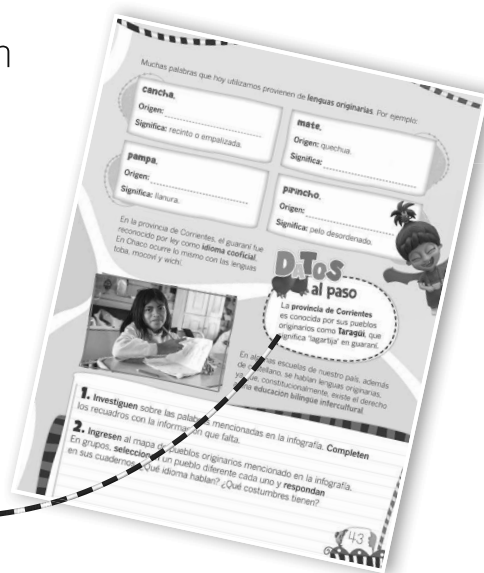 n
Muchas palabras que hoy utilizamos provienen de lenguas originarias. Por ejemplo:
cancha.
Origen:
Significa: recinto o empalizada.
mate.
Origen: quechua.
Significa:
pampa.
Origen:
Significa: llanura.
pirincho.
Origen:
Significa: pelo desordenado.
En la provincia de Corrientes, el guaraní fue
reconocido por ley como idioma cooficial.
En Chaco ocurre lo mismo con las lenguas
toba, mocoví y wichí.
DATOS
al paso
La provincia de Corrientes
es conocida por sus pueblos
originarios como Taragüí, que
significa "lagartija" en guaraní.
En algunas escuelas de nuestro país, además
de castellano, se hablan lenguas originarias,
ya que, constitucionalmente, existe el derecho
a una educación bilingüe intercultural.
1. Investiguen sobre las palabras mencionadas en la infografía. Completen
los recuadros con la información que falta.
2. Ingresen al mapa de pueblos originarios mencionado en la infografía.
En grupos, seleccionen un pueblo diferente cada uno y respondan
en sus cuadernos: ¿Qué idioma hablan? ¿Qué costumbres tienen?
43